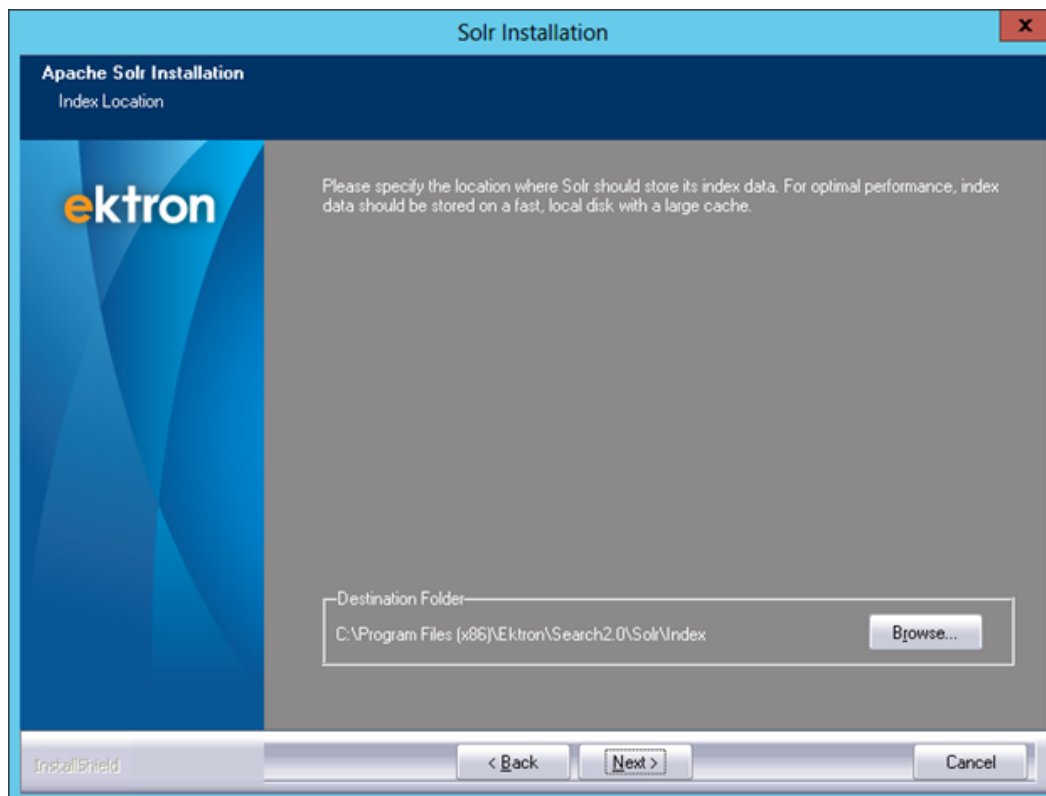 Solr Installation
x
Apache Solr Installation
Index Location
ektron
Please specify the location where Solr should store its index data. For optimal performance, index
data should be stored on a fast, local disk with a large cache.
Destination Folder
C:\Program Files (x86)\Ektron\Search2.0\Solr\Index
Browse...
InstallShield
< Back
Next >
Cancel